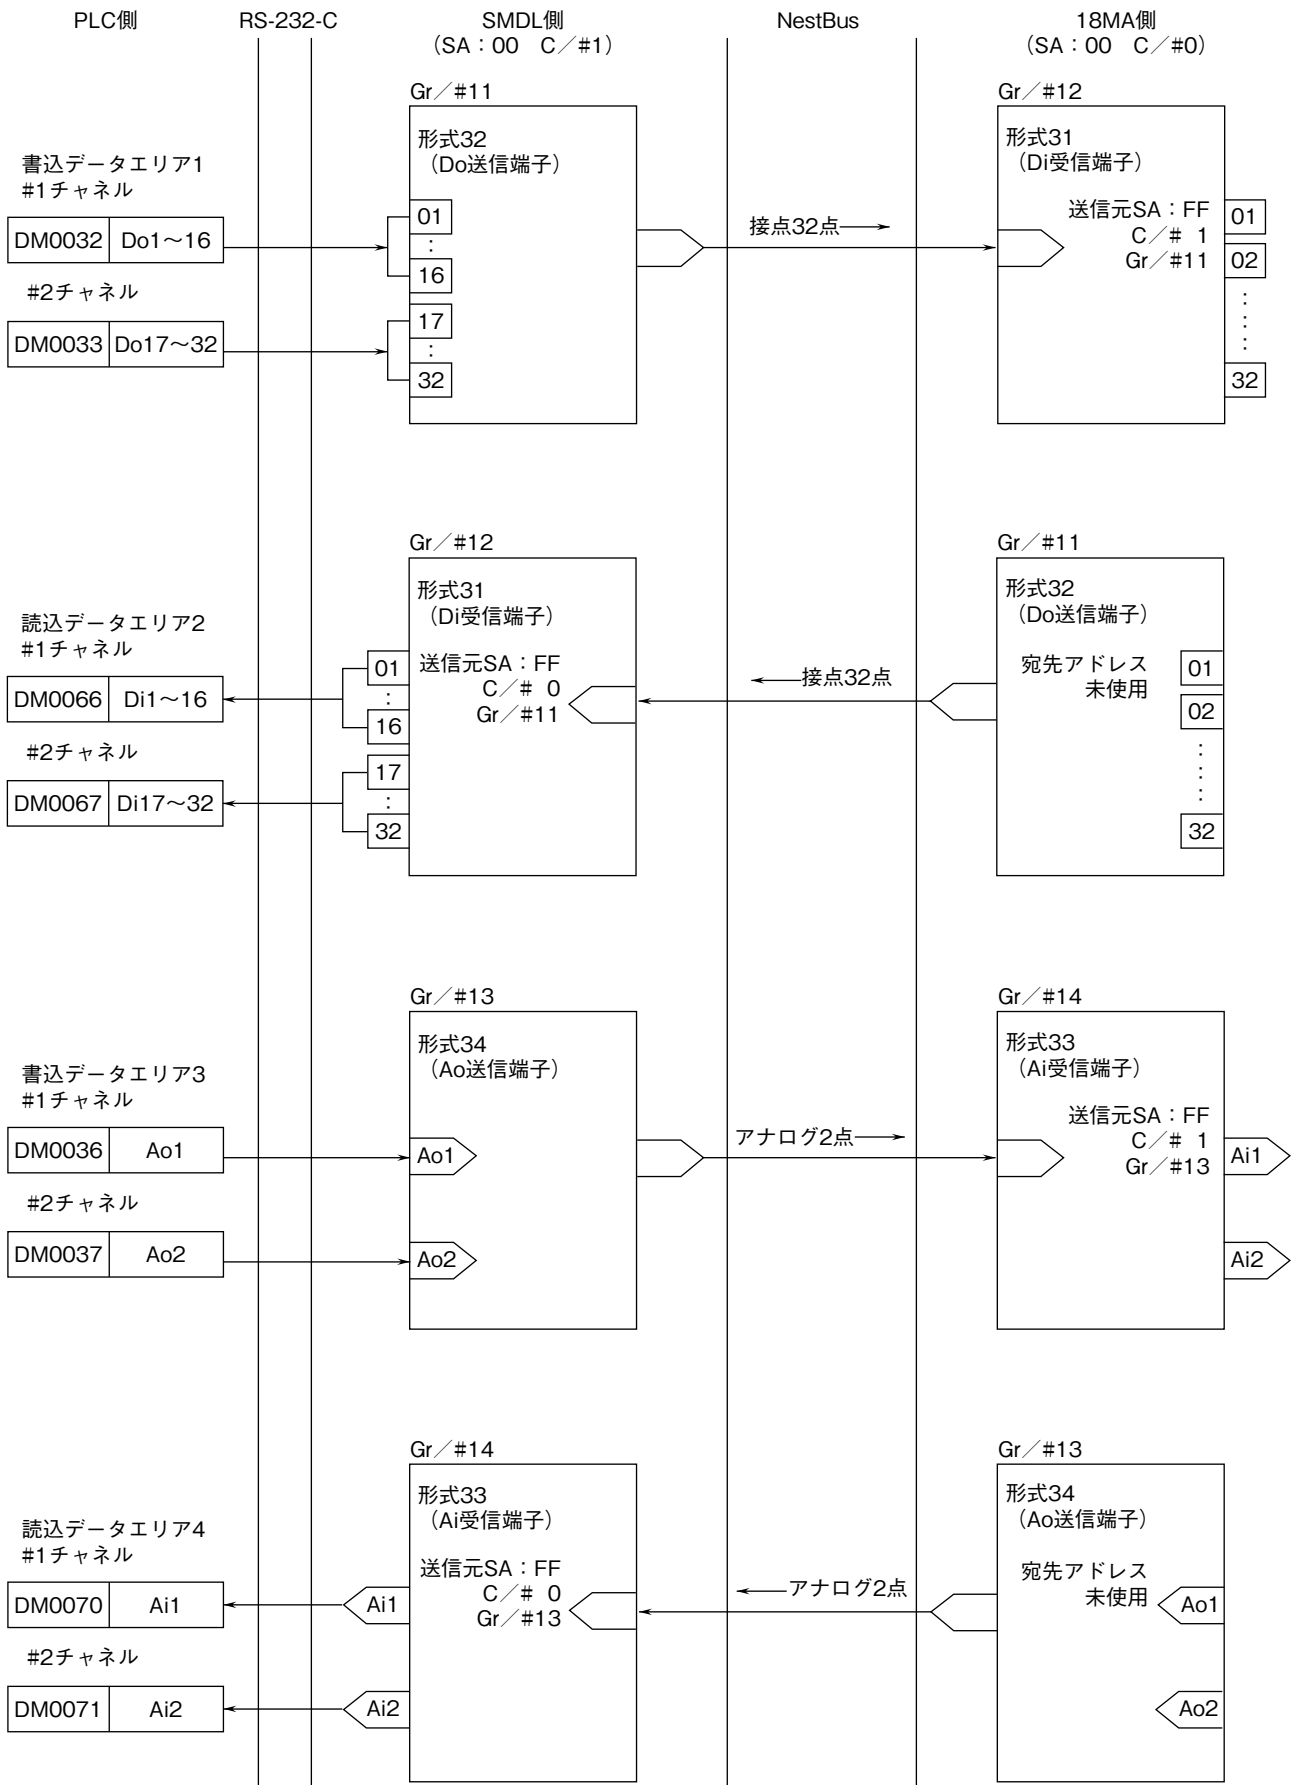 PLC側
RS-232-C
SMDL側
(SA：00　C／#1)
NestBus
18MA側
(SA：00　C／#0)
書込データエリア1
#1チャネル
DM0032
Do1～16
#2チャネル
DM0033
Do17～32
Gr／#11
形式32
（Do送信端子）
01
：
16
17
：
32
接点32点
Gr／#12
形式31
（Di受信端子）
送信元SA：FF
C／# 1
Gr／#11
01
02
32
読込データエリア2
#1チャネル
DM0066
Di1～16
#2チャネル
DM0067
Di17～32
Gr／#12
形式31
（Di受信端子）
送信元SA：FF
C／# 0
Gr／#11
01
：
16
17
：
32
接点32点
Gr／#11
形式32
（Do送信端子）
宛先アドレス
未使用
01
02
32
書込データエリア3
#1チャネル
DM0036
Ao1
#2チャネル
DM0037
Ao2
Gr／#13
形式34
（Ao送信端子）
Ao1
Ao2
アナログ2点
Gr／#14
形式33
（Ai受信端子）
送信元SA：FF
C／# 1
Gr／#13
Ai1
Ai2
読込データエリア4
#1チャネル
DM0070
Ai1
#2チャネル
DM0071
Ai2
Gr／#14
形式33
（Ai受信端子）
送信元SA：FF
C／# 0
Gr／#13
Ai1
Ai2
アナログ2点
Gr／#13
形式34
（Ao送信端子）
宛先アドレス
未使用
Ao1
Ao2